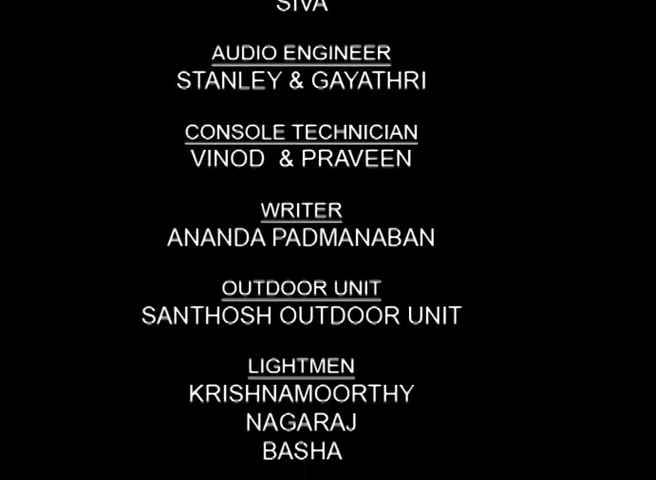 SIVA
AUDIO ENGINEER
STANLEY & GAYATHRI
CONSOLE TECHNICIAN
VINOD & PRAVEEN
WRITER
ANANDA PADMANABAN
OUTDOOR UNIT
SANTHOSH OUTDOOR UNIT
LIGHTMEN
KRISHNAMOORTHY
NAGARAJ
BASHA